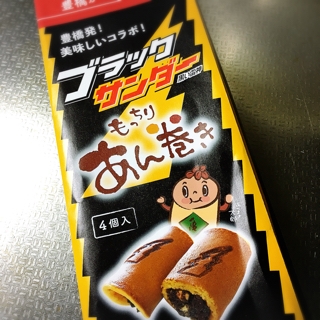 豊橋発！
美味しいコラボ！
ブラック
サンダー
もっちり
あん巻き
4個入